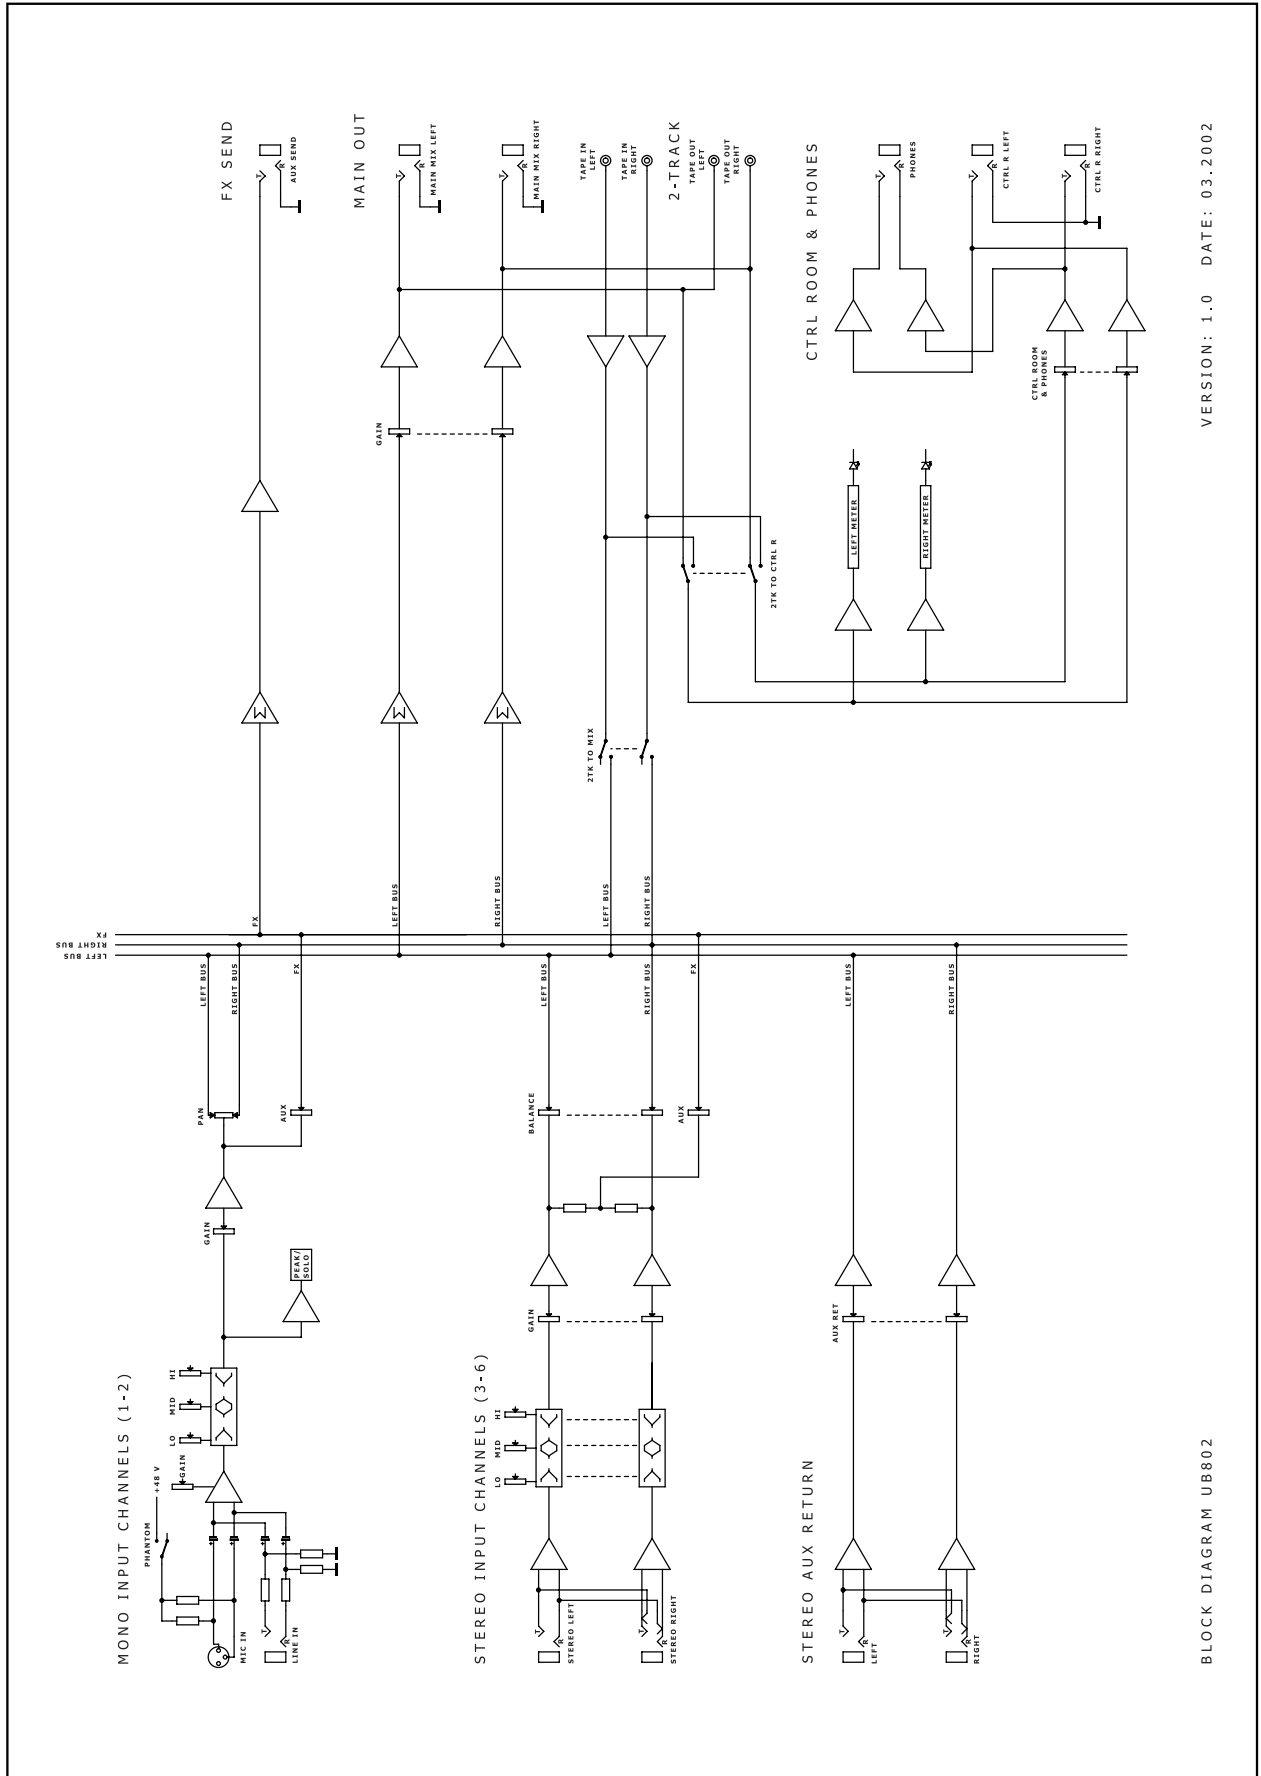 MONO INPUT CHANNELS (1-2)
MIC IN
LINE IN
T
R
PHANTOM
+48 V
GAIN
LO
MID
HI
PEAK/
SOLO
GAIN
PAN
AUX
LEFT BUS
RIGHT BUS
FX
STEREO INPUT CHANNELS (3-6)
T
R
STEREO LEFT
T
R
STEREO RIGHT
LO
MID
HI
GAIN
BALANCE
AUX
LEFT BUS
RIGHT BUS
FX
STEREO AUX RETURN
T
R
LEFT
T
R
RIGHT
AUX RET
LEFT BUS
RIGHT BUS
LEFT BUS
RIGHT BUS
FX
FX
LEFT BUS
RIGHT BUS
LEFT BUS
RIGHT BUS
FX SEND
T
R
AUX SEND
MAIN OUT
GAIN
T
R
MAIN MIX LEFT
T
R
MAIN MIX RIGHT
2-TRACK
TAPE IN
LEFT
TAPE IN
RIGHT
TAPE OUT
LEFT
TAPE OUT
RIGHT
2TK TO MIX
2TK TO CTRL R
LEFT METER
RIGHT METER
CTRL ROOM & PHONES
CTRL ROOM
& PHONES
T
R
PHONES
T
R
CTRL R LEFT
T
R
CTRL R RIGHT
BLOCK DIAGRAM UB802
VERSION: 1.0 DATE: 03.2002